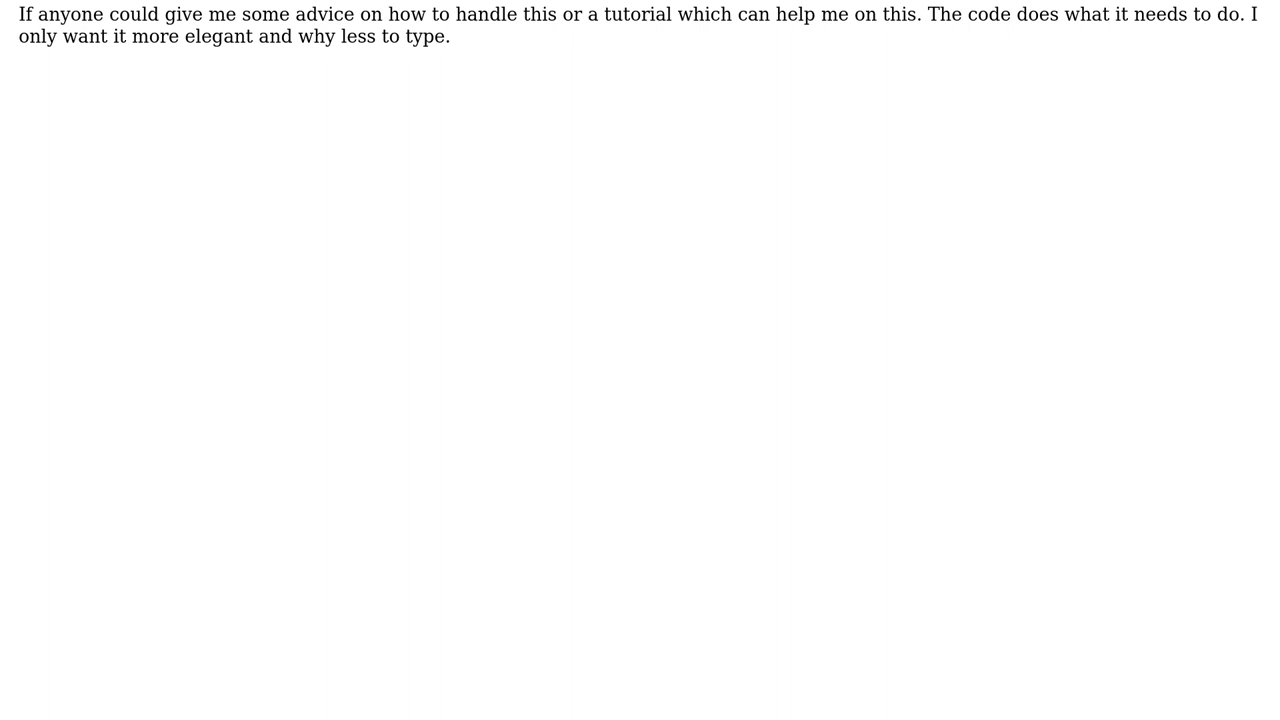 If anyone could give me some advice on how to handle this or a tutorial which can help me on this. The code does what it needs to do. I
only want it more elegant and why less to type.